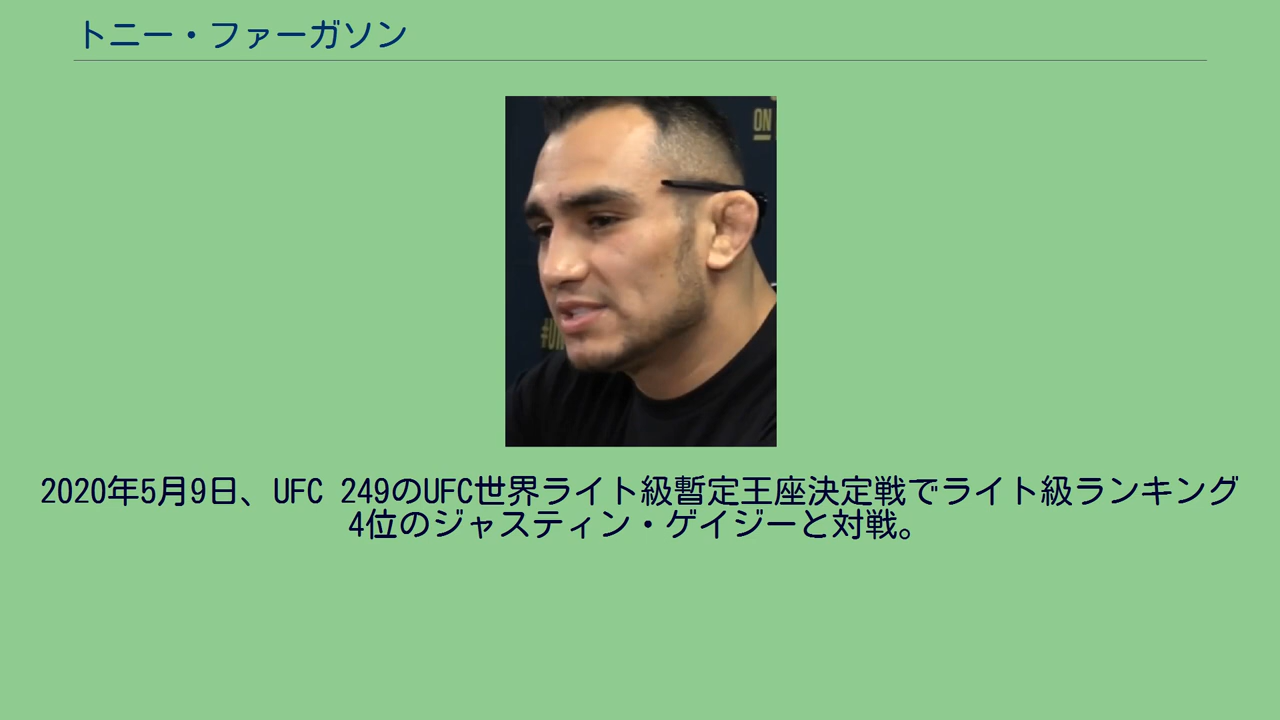 トニー・ファーガソン
ON
#U
2020年5月9日、UFC 249のUFC世界ライト級暫定王座決定戦でライト級ランキング
4位のジャスティン・ゲイジーと対戦。